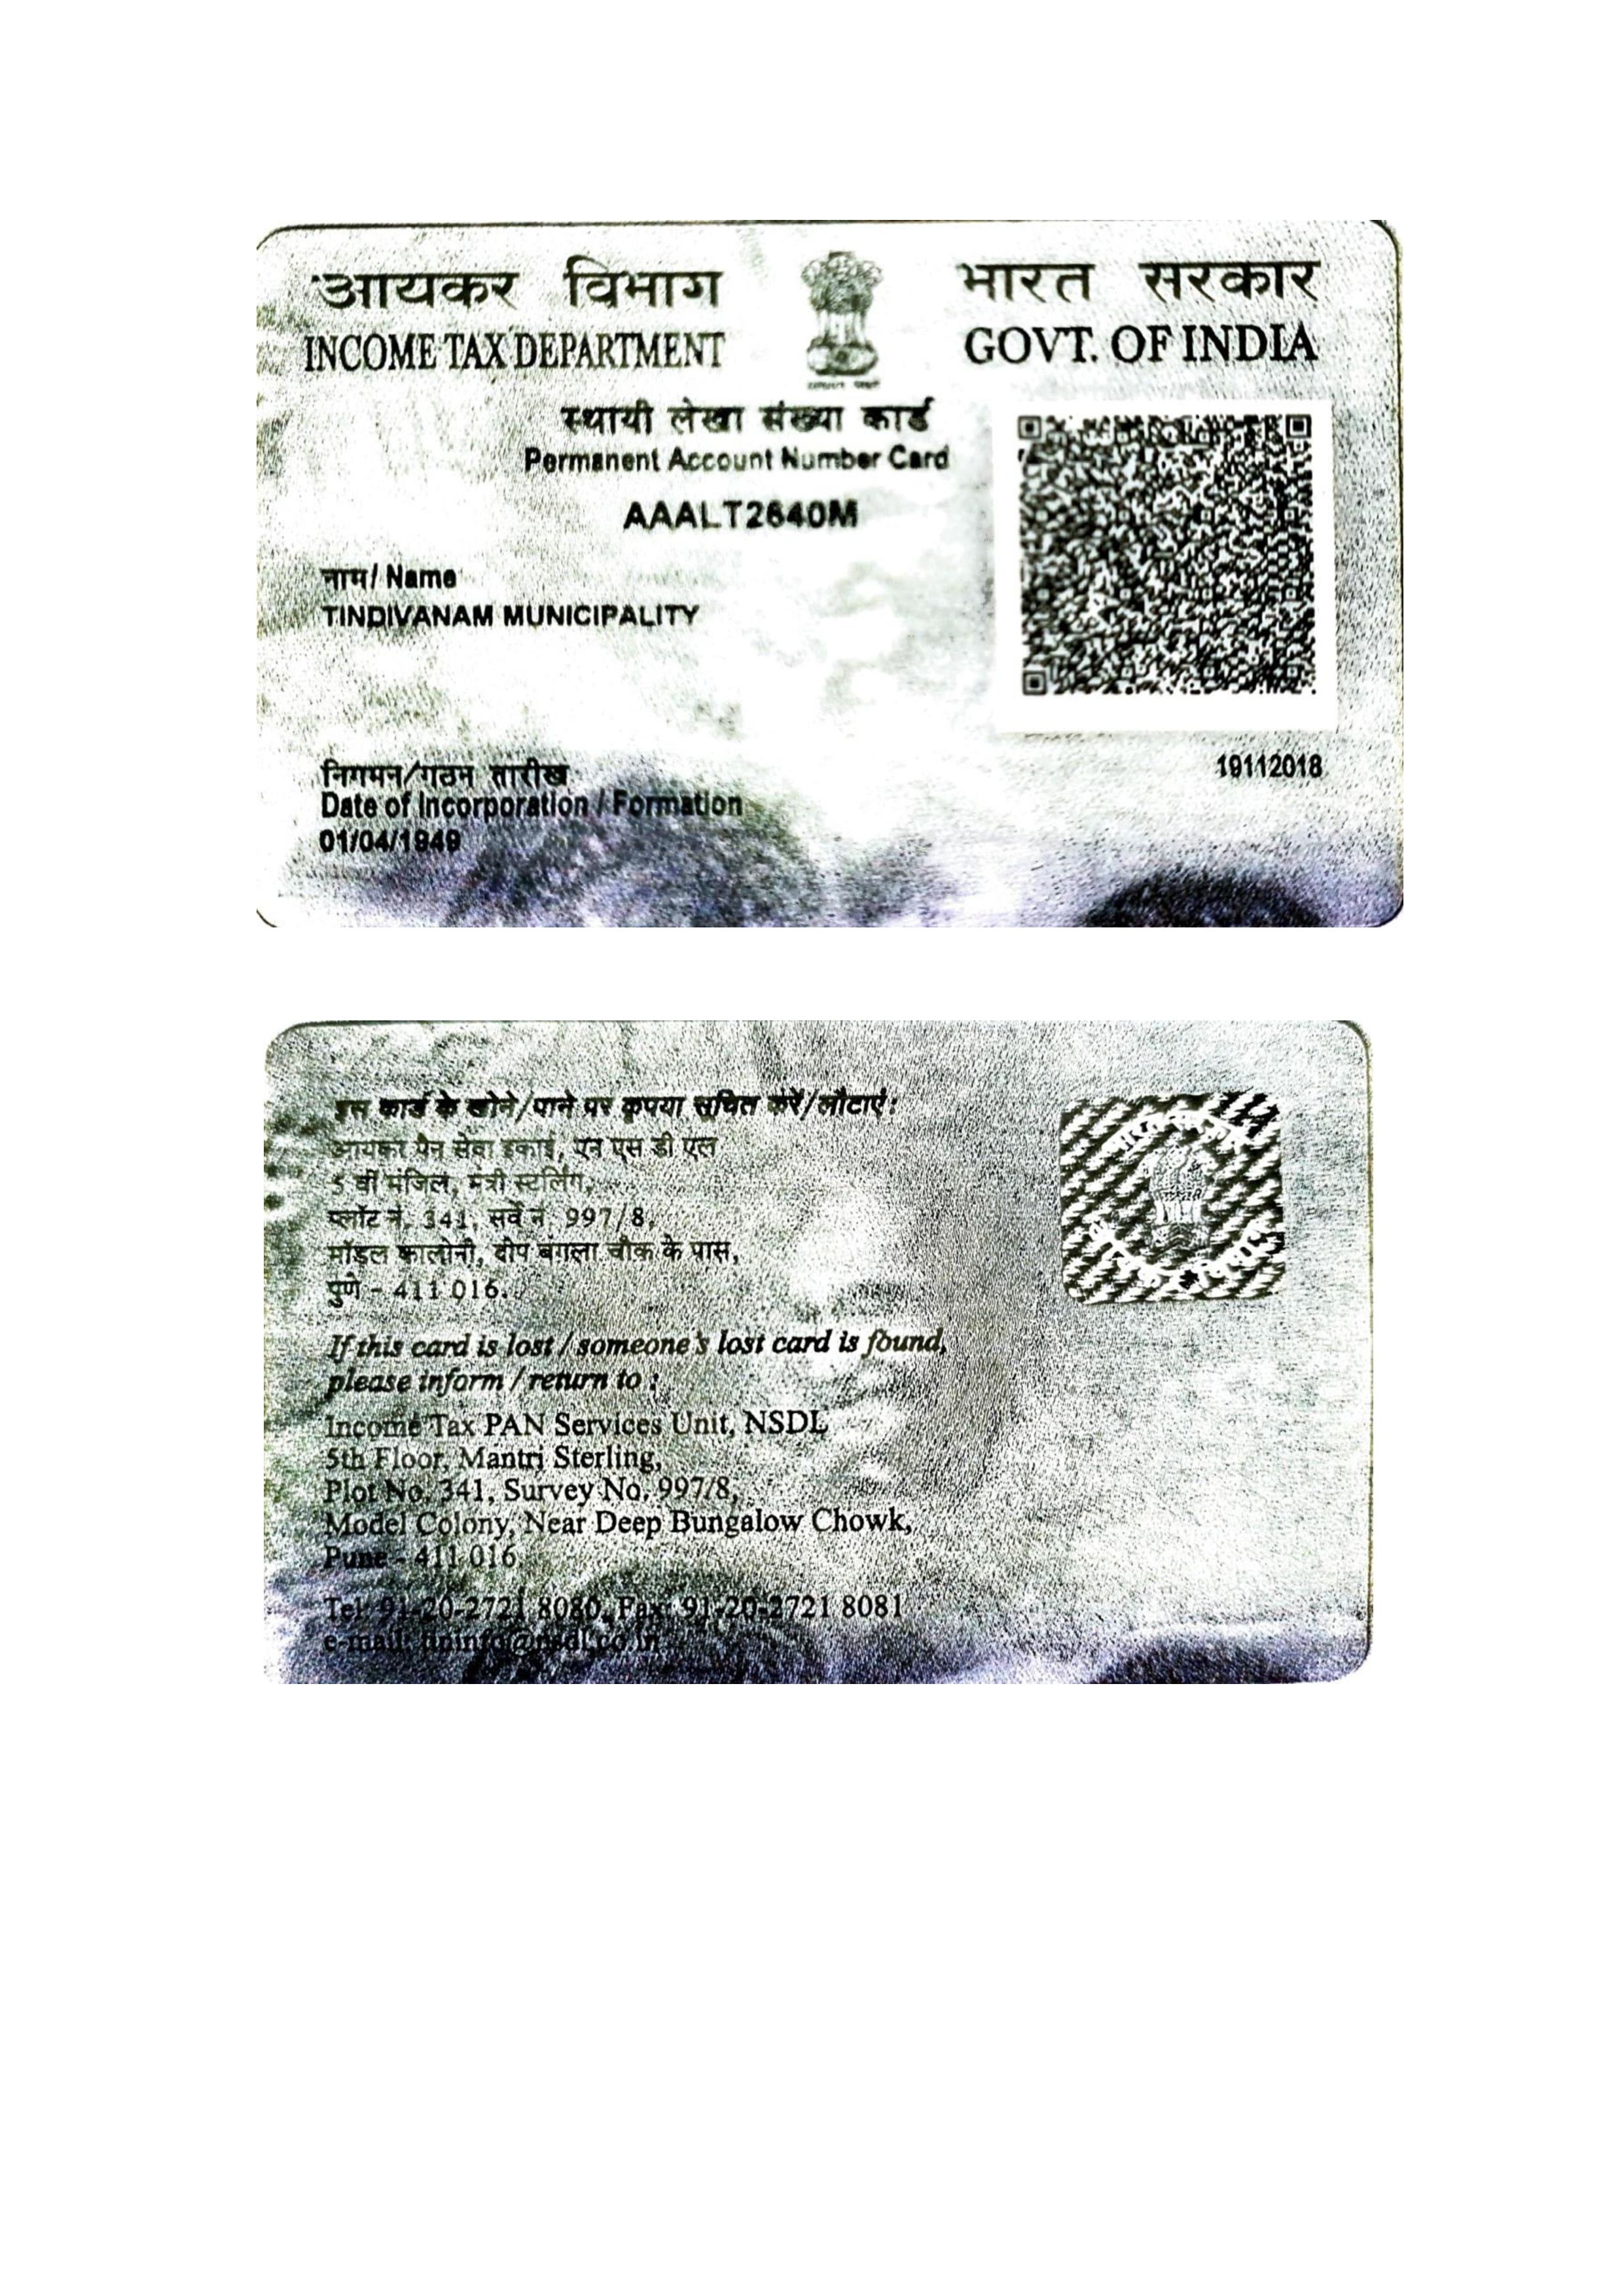 आयकर विभाग
INCOME TAX DEPARTMENT
भारत सरकार
GOVT. OF INDIA
स्थायी लेखा संख्या कार्ड
Permanent Account Number Card
AAALT2640M
नाम/ Name
TINDIVANAM MUNICIPALITY
निगमन/गठन तारीख
Date of Incorporation / Formation
01/04/1949
19112018
इस कार्ड के खोने/पाने पर कृपया सूचित करें/लौटाएं:
आयकर पैन सेवा इकाई, एन एस डी एल
5 वीं मंजिल, मंत्री स्टर्लिंग,
प्लॉट नं. 341, सर्वे नं. 997/8,
मॉडल कालोनी, दीप बंगला चौक के पास,
पुणे - 411 016.
If this card is lost / someone's lost card is found,
please inform / return to :
Income Tax PAN Services Unit, NSDL
5th Floor, Mantri Sterling,
Plot No. 341, Survey No. 997/8,
Model Colony, Near Deep Bungalow Chowk,
Pune - 411 016.
Tel: 91-20-2721 8080, Fax: 91-20-2721 8081
e-mail: tininfo@nsdl.co.in